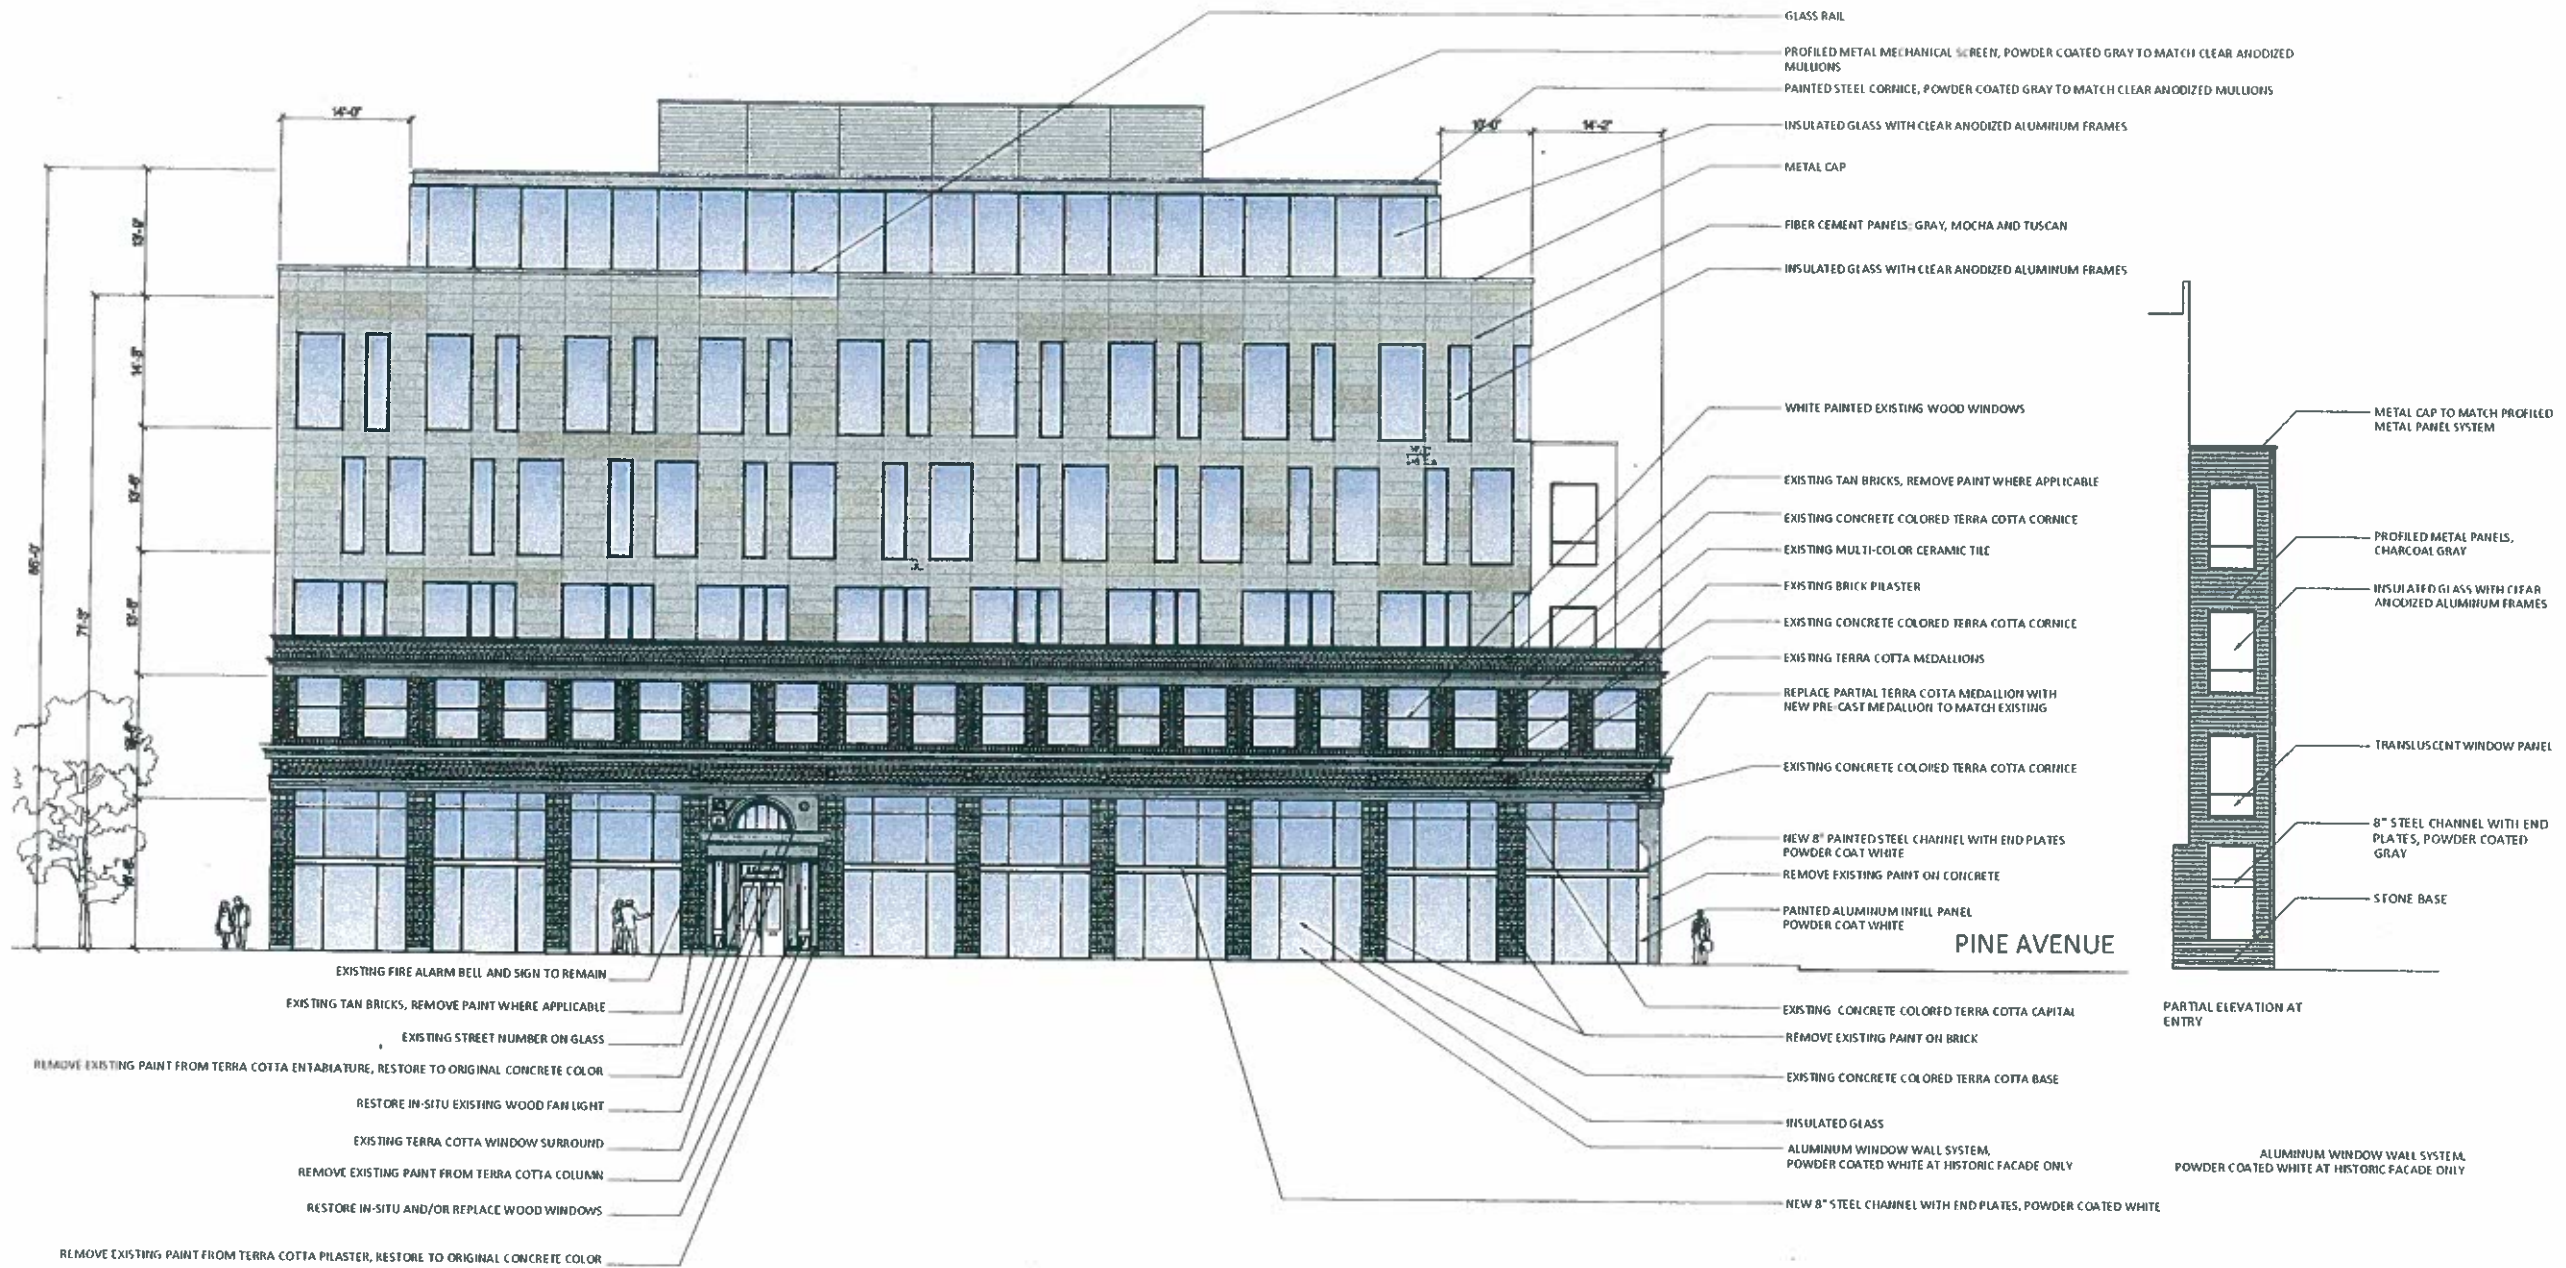 GLASS RAIL
PROFILED METAL MECHANICAL SCREEN, POWDER COATED GRAY TO MATCH CLEAR ANODIZED
MULLIONS
PAINTED STEEL CORNICE, POWDER COATED GRAY TO MATCH CLEAR ANODIZED MULLIONS
INSULATED GLASS WITH CLEAR ANODIZED ALUMINUM FRAMES
METAL CAP
FIBER CEMENT PANELS: GRAY, MOCHA AND TUSCAN
INSULATED GLASS WITH CLEAR ANODIZED ALUMINUM FRAMES
WHITE PAINTED EXISTING WOOD WINDOWS
EXISTING TAN BRICKS, REMOVE PAINT WHERE APPLICABLE
EXISTING CONCRETE COLORED TERRA COTTA CORNICE
EXISTING MULTI-COLOR CERAMIC TILE
EXISTING BRICK PILASTER
EXISTING CONCRETE COLORED TERRA COTTA CORNICE
EXISTING TERRA COTTA MEDALLIONS
REPLACE PARTIAL TERRA COTTA MEDALLION WITH
NEW PRE-CAST MEDALLION TO MATCH EXISTING
EXISTING CONCRETE COLORED TERRA COTTA CORNICE
NEW 8" PAINTED STEEL CHANNEL WITH END PLATES
POWDER COAT WHITE
REMOVE EXISTING PAINT ON CONCRETE
PAINTED ALUMINUM INFILL PANEL
POWDER COAT WHITE
PINE AVENUE
EXISTING CONCRETE COLORED TERRA COTTA CAPITAL
REMOVE EXISTING PAINT ON BRICK
EXISTING CONCRETE COLORED TERRA COTTA BASE
INSULATED GLASS
ALUMINUM WINDOW WALL SYSTEM,
POWDER COATED WHITE AT HISTORIC FACADE ONLY
NEW 8" STEEL CHANNEL WITH END PLATES, POWDER COATED WHITE
14'-0"
10'-0"
14'-2"
13'-0"
14'-9"
13'-6"
13'-6"
86'-0"
71'-9"
EXISTING FIRE ALARM BELL AND SIGN TO REMAIN
EXISTING TAN BRICKS, REMOVE PAINT WHERE APPLICABLE
EXISTING STREET NUMBER ON GLASS
REMOVE EXISTING PAINT FROM TERRA COTTA ENTABLATURE, RESTORE TO ORIGINAL CONCRETE COLOR
RESTORE IN-SITU EXISTING WOOD FAN LIGHT
EXISTING TERRA COTTA WINDOW SURROUND
REMOVE EXISTING PAINT FROM TERRA COTTA COLUMN
RESTORE IN-SITU AND/OR REPLACE WOOD WINDOWS
REMOVE EXISTING PAINT FROM TERRA COTTA PILASTER, RESTORE TO ORIGINAL CONCRETE COLOR
METAL CAP TO MATCH PROFILED
METAL PANEL SYSTEM
PROFILED METAL PANELS,
CHARCOAL GRAY
INSULATED GLASS WITH CLEAR
ANODIZED ALUMINUM FRAMES
TRANSLUSCENT WINDOW PANEL
8" STEEL CHANNEL WITH END
PLATES, POWDER COATED
GRAY
STONE BASE
PARTIAL ELEVATION AT
ENTRY
ALUMINUM WINDOW WALL SYSTEM,
POWDER COATED WHITE AT HISTORIC FACADE ONLY